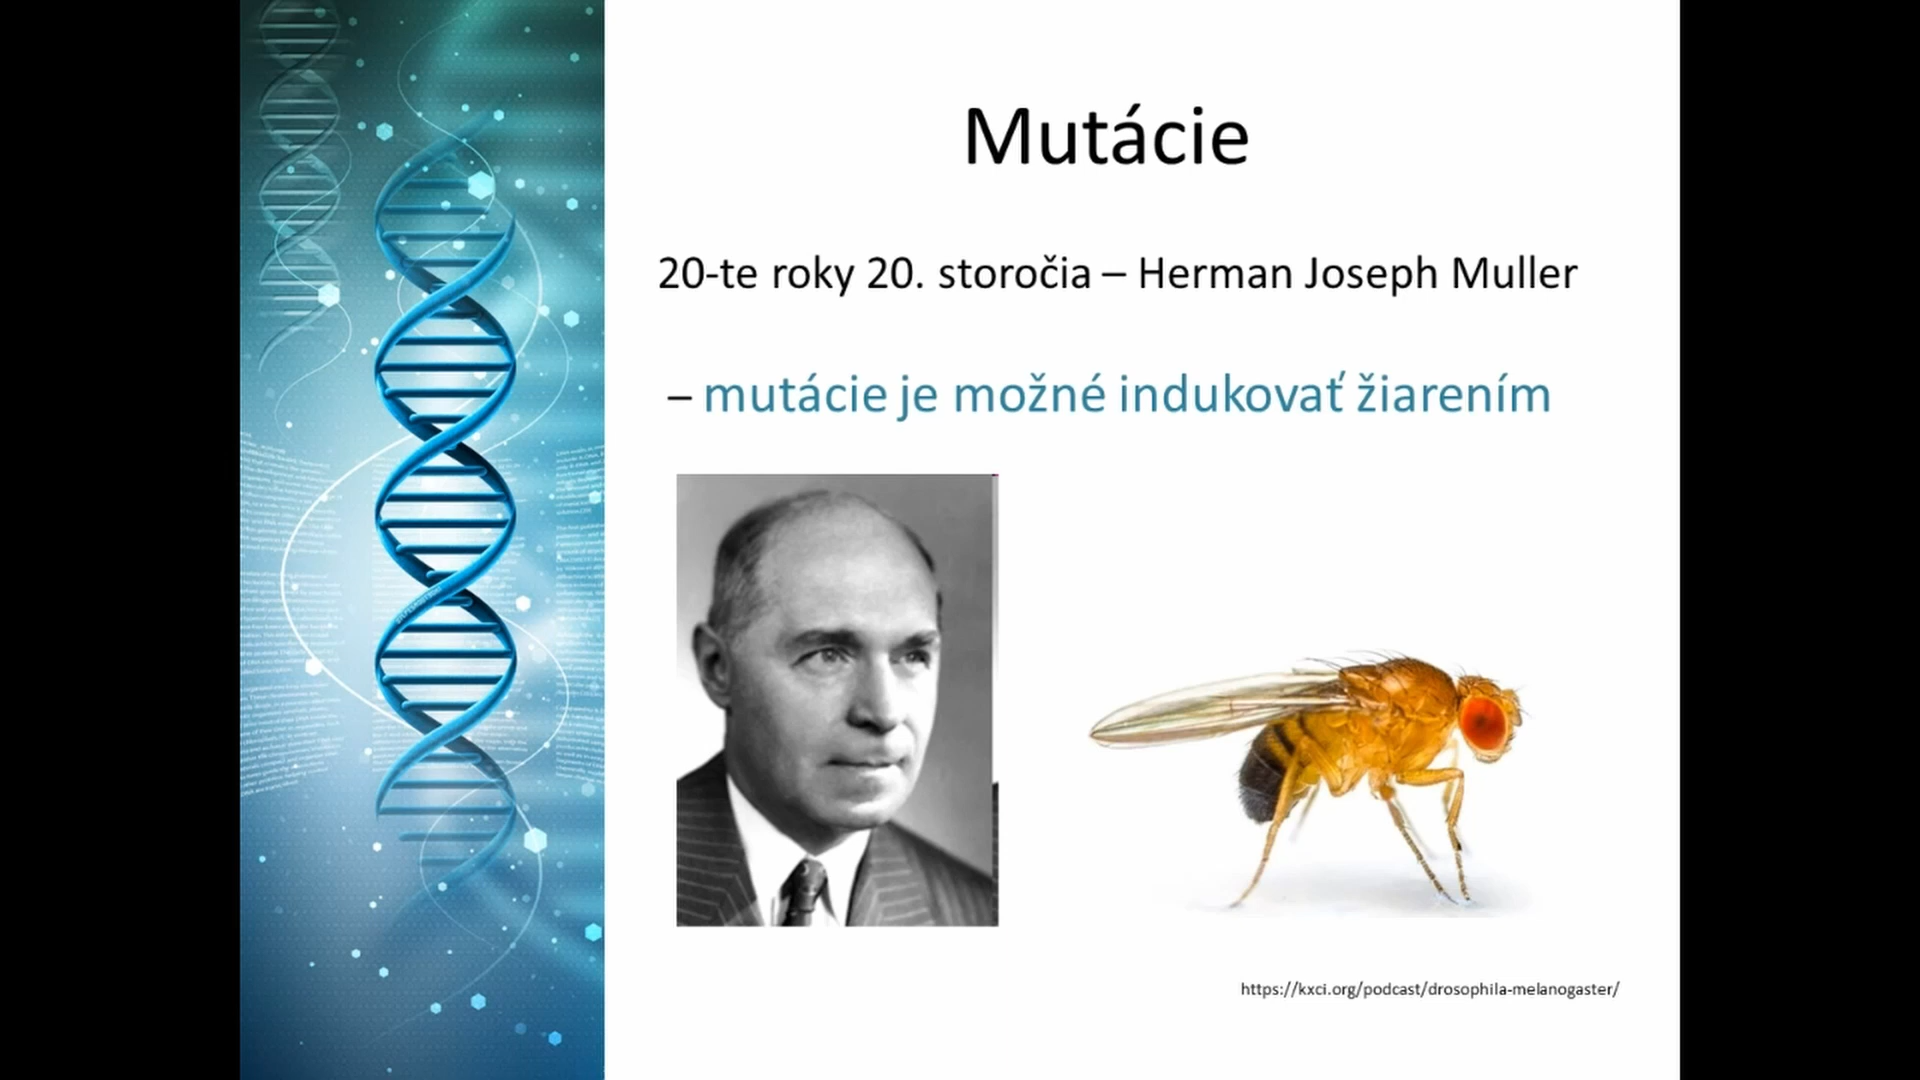 Mutácie
20-te roky 20. storočia – Herman Joseph Muller
– mutácie je možné indukovať žiarením
https://kxci.org/podcast/drosophila-melanogaster/